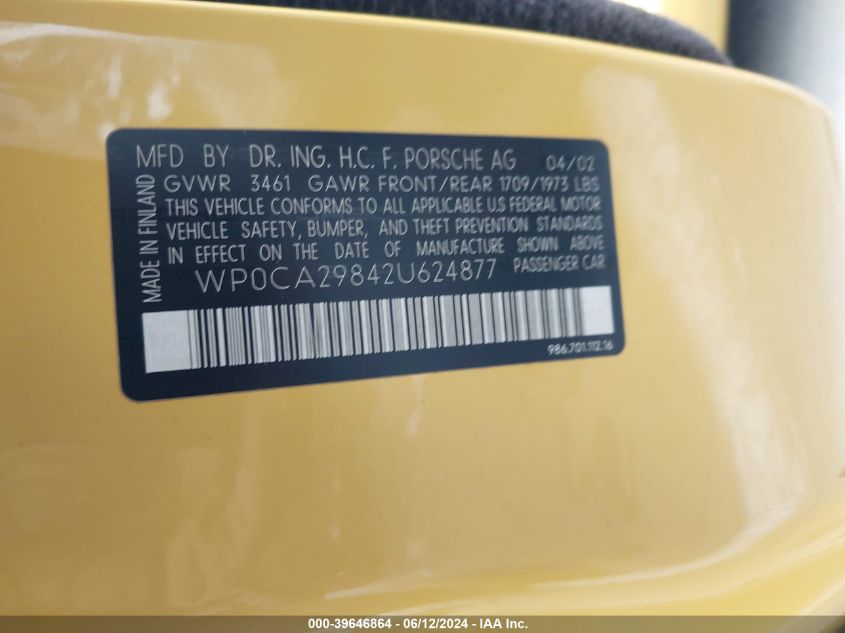 MFD BY DR. ING. H.C. F. PORSCHE AG 04/02
GVWR 3461 GAWR FRONT/REAR 1709/1973 LBS
THIS VEHICLE CONFORMS TO ALL APPLICABLE U.S FEDERAL MOTOR
VEHICLE SAFETY, BUMPER, AND THEFT PREVENTION STANDARDS
IN EFFECT ON THE DATE OF MANUFACTURE SHOWN ABOVE
WP0CA29842U624877 PASSENGER CAR
MADE IN FINLAND
986.701.112.16
000-39646864 - 06/12/2024 - IAA Inc.